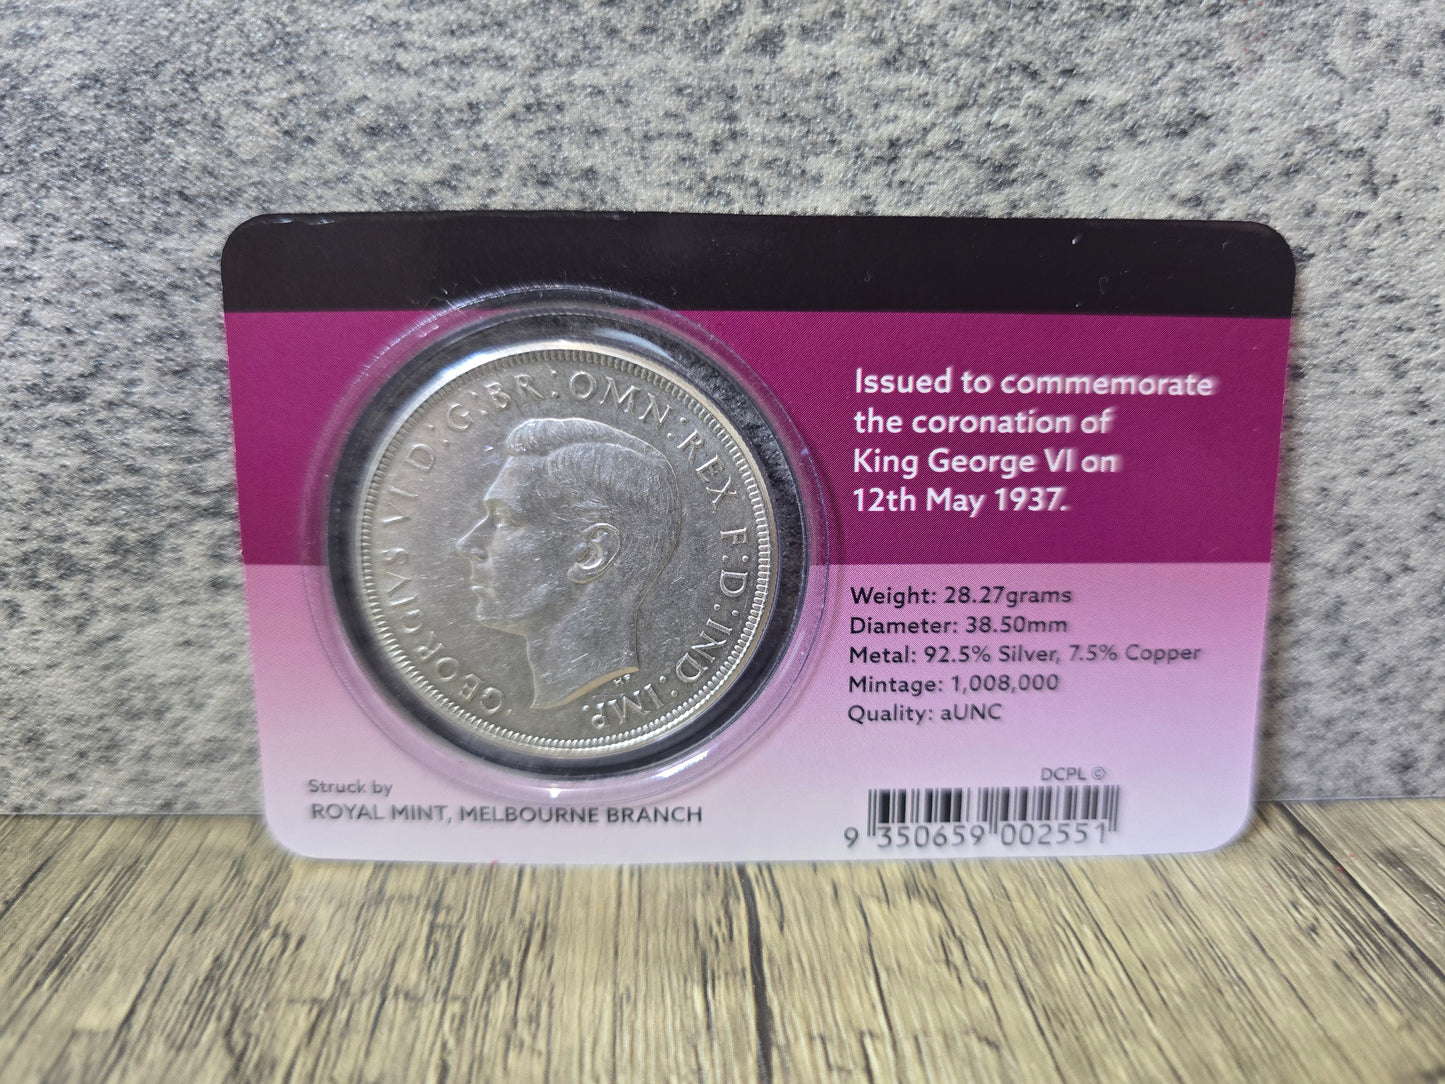 GEORGIVS VI D: G: BR: OMN: REX F: D: IND: IMP.
HP
Issued to commemorate
the coronation of
King George VI on
12th May 1937.
Weight: 28.27grams
Diameter: 38.50mm
Metal: 92.5% Silver, 7.5% Copper
Mintage: 1,008,000
Quality: aUNC
Struck by
ROYAL MINT, MELBOURNE BRANCH
DCPL ©
9 350659 002551